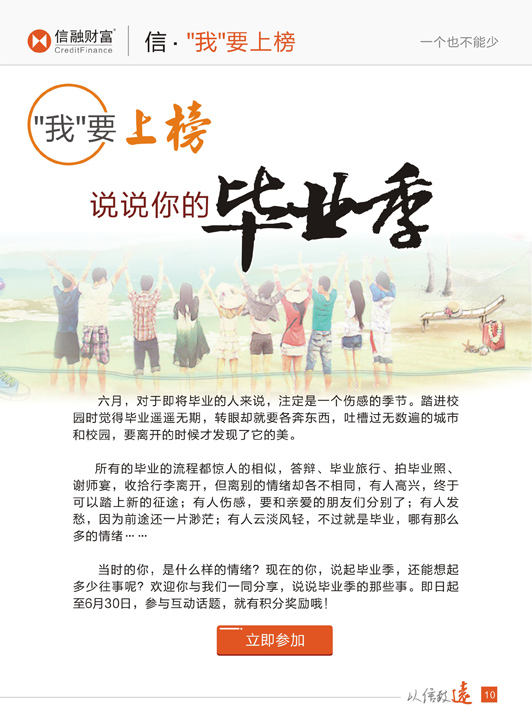 信融财富
CreditFinance
信·"我"要上榜
一个也不能少
"我"要上榜
说说你的毕业季
六月，对于即将毕业的人来说，注定是一个伤感的季节。踏进校
园时觉得毕业遥遥无期，转眼却就要各奔东西，吐槽过无数遍的城市
和校园，要离开的时候才发现了它的美。
所有的毕业的流程都惊人的相似，答辩、毕业旅行、拍毕业照、
谢师宴，收拾行李离开，但离别的情绪却各不相同，有人高兴，终于
可以踏上新的征途；有人伤感，要和亲爱的朋友们分别了；有人发
愁，因为前途还一片渺茫；有人云淡风轻，不过就是毕业，哪有那么
多的情绪……
当时的你，是什么样的情绪？现在的你，说起毕业季，还能想起
多少往事呢？欢迎你与我们一同分享，说说毕业季的那些事。即日起
至6月30日，参与互动话题，就有积分奖励哦！
立即参加
以信致远
10